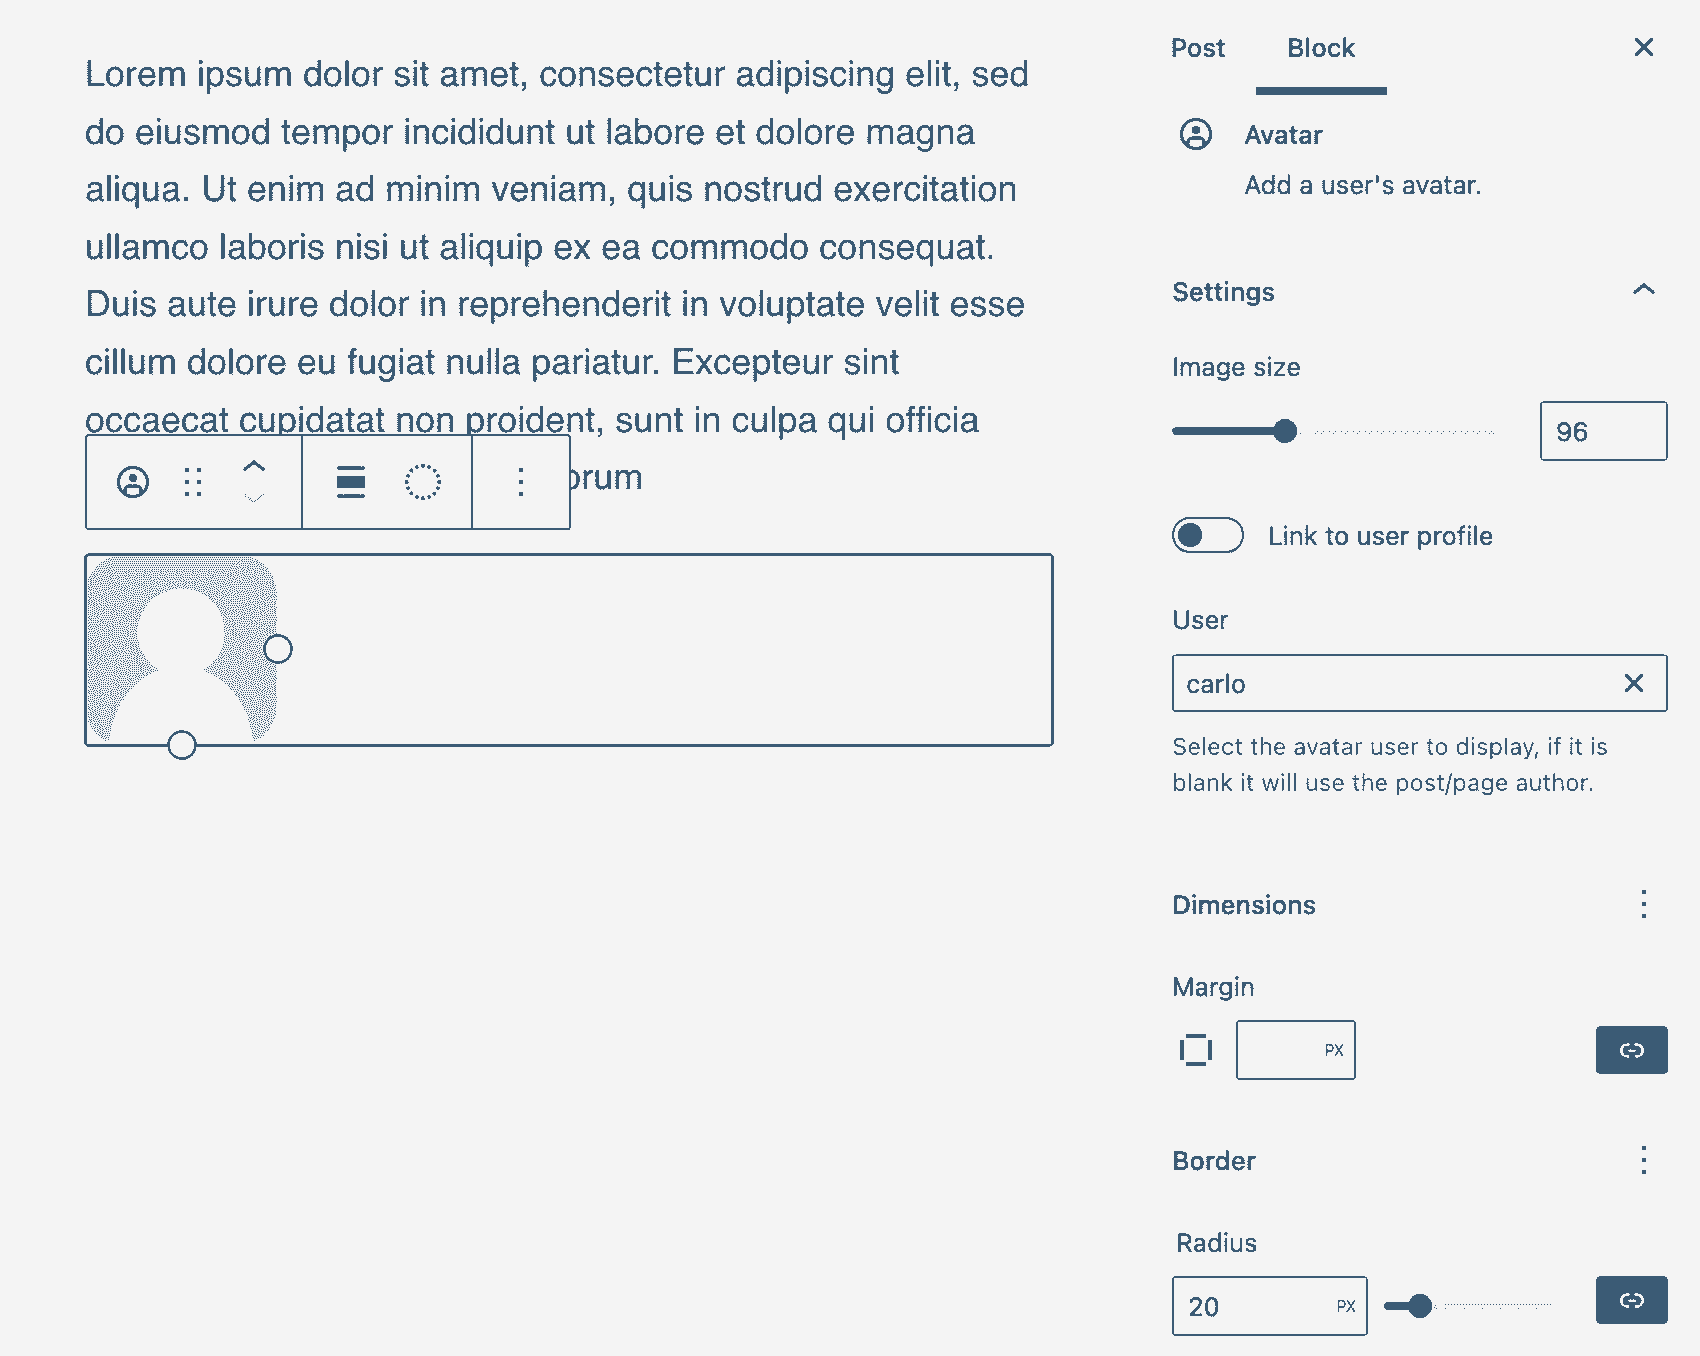 Lorem ipsum dolor sit amet, consectetur adipiscing elit, sed
do eiusmod tempor incididunt ut labore et dolore magna
aliqua. Ut enim ad minim veniam, quis nostrud exercitation
ullamco laboris nisi ut aliquip ex ea commodo consequat.
Duis aute irure dolor in reprehenderit in voluptate velit esse
cillum dolore eu fugiat nulla pariatur. Excepteur sint
occaecat cupidatat non proident, sunt in culpa qui officia
Post Block
Avatar
Add a user's avatar.
Settings
Image size
96
Link to user profile
User
carlo
Select the avatar user to display, if it is
blank it will use the post/page author.
Dimensions
Margin
PX
Border
Radius
20 PX